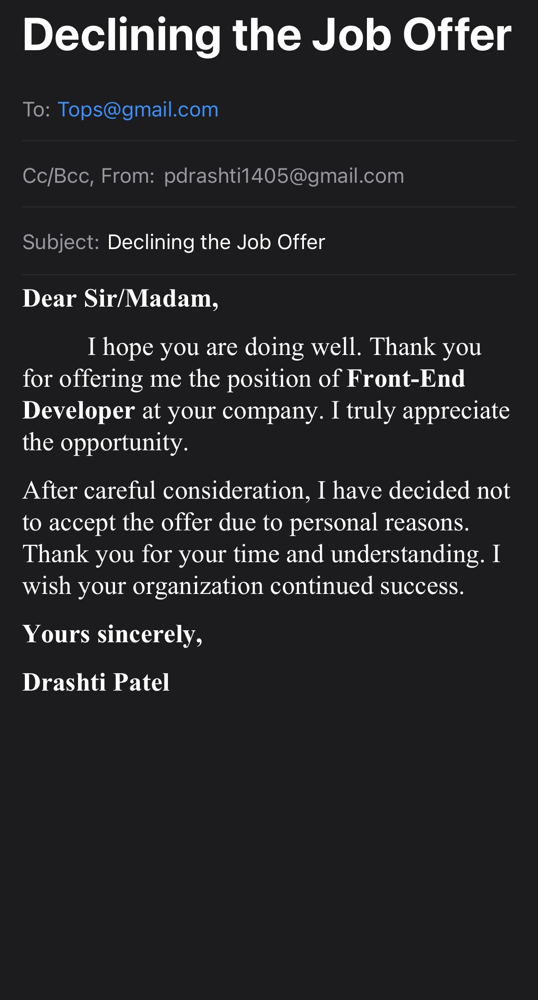 Declining the Job Offer
To: Tops@gmail.com
Cc/Bcc, From: pdrashti1405@gmail.com
Subject: Declining the Job Offer
Dear Sir/Madam,
I hope you are doing well. Thank you
for offering me the position of Front-End
Developer at your company. I truly appreciate
the opportunity.
After careful consideration, I have decided not
to accept the offer due to personal reasons.
Thank you for your time and understanding. I
wish your organization continued success.
Yours sincerely,
Drashti Patel